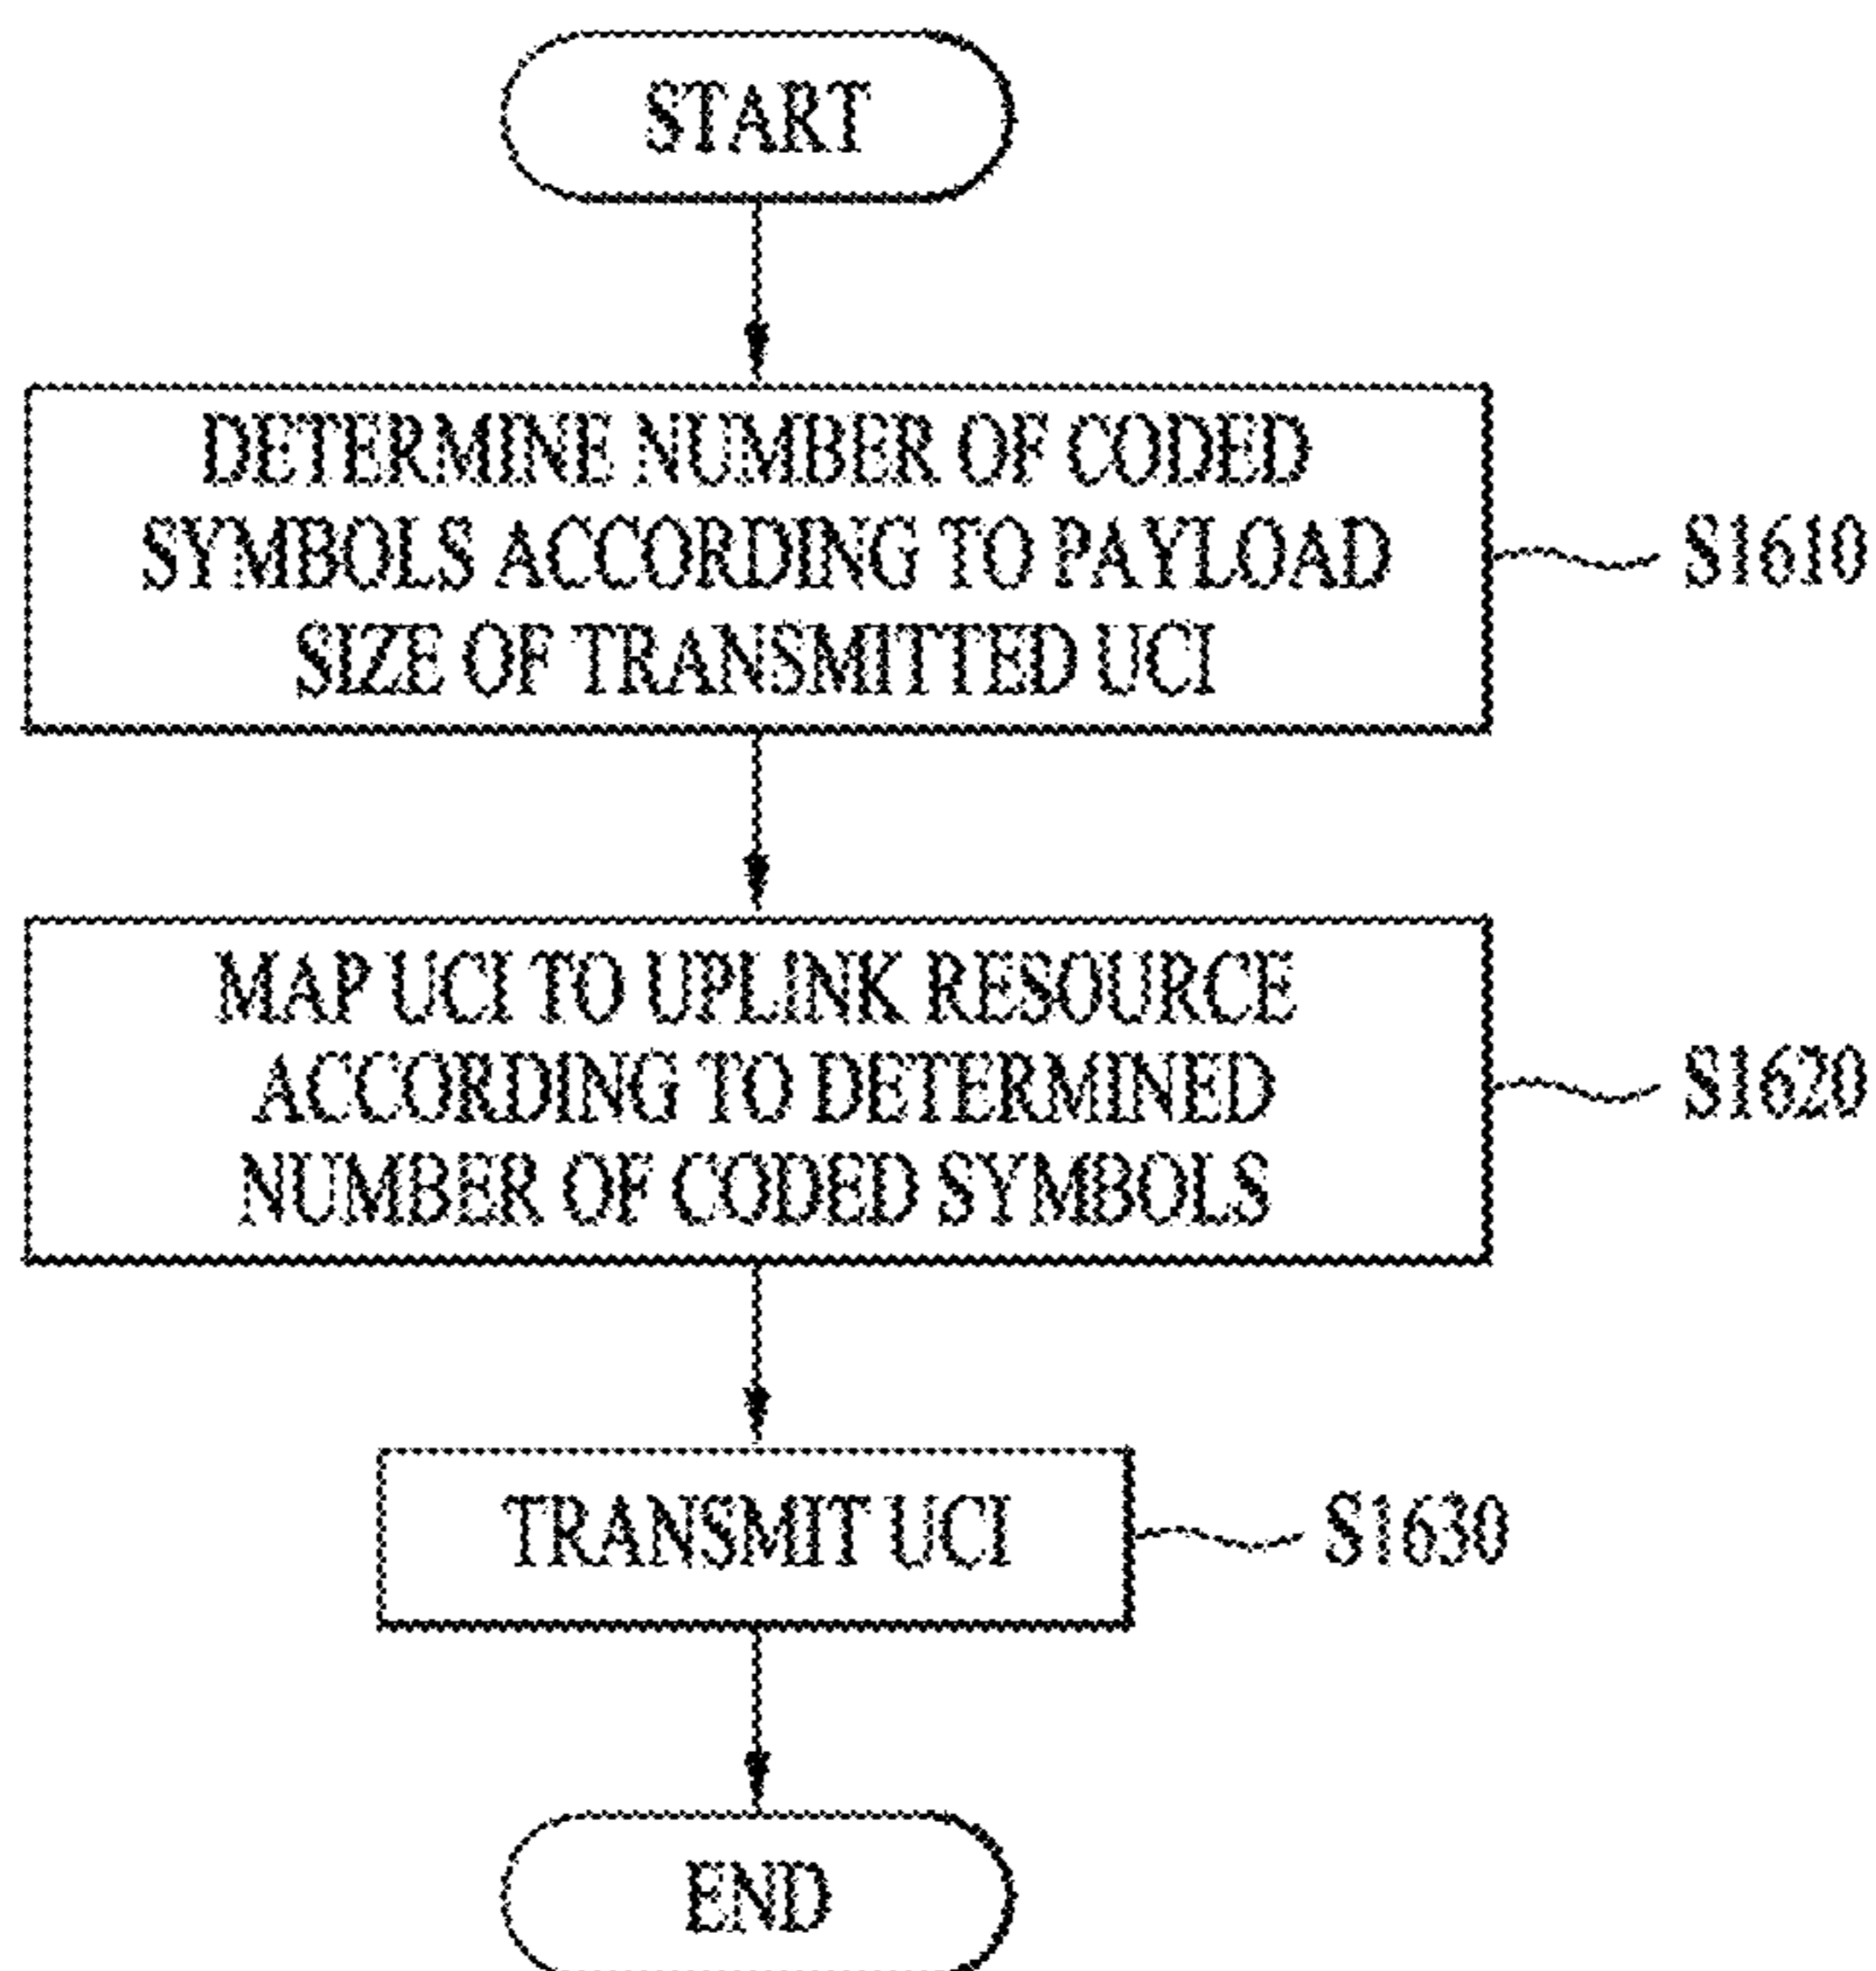 START
DETERMINE NUMBER OF CODED
SYMBOLS ACCORDING TO PAYLOAD
SIZE OF TRANSMITTED UCI
S1610
MAP UCI TO UPLINK RESOURCE
ACCORDING TO DETERMINED
NUMBER OF CODED SYMBOLS
S1620
TRANSMIT UCI
S1630
END